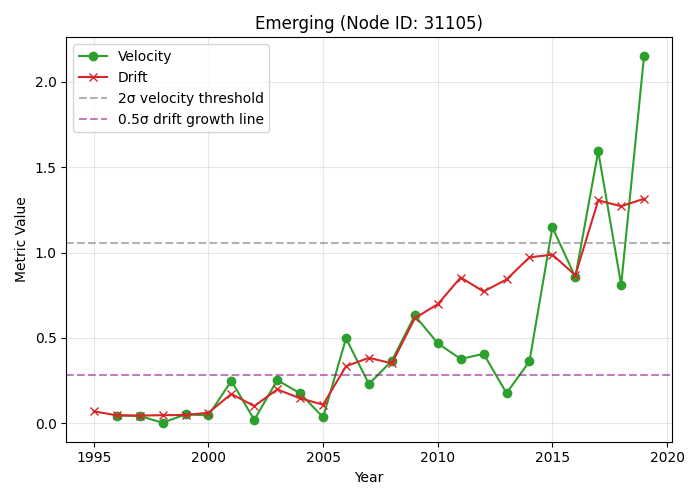 Emerging (Node ID: 31105)
Velocity
Drift
2σ velocity threshold
0.5σ drift growth line
Metric Value
2.0
1.5
1.0
0.5
0.0
1995 2000 2005 2010 2015 2020
Year